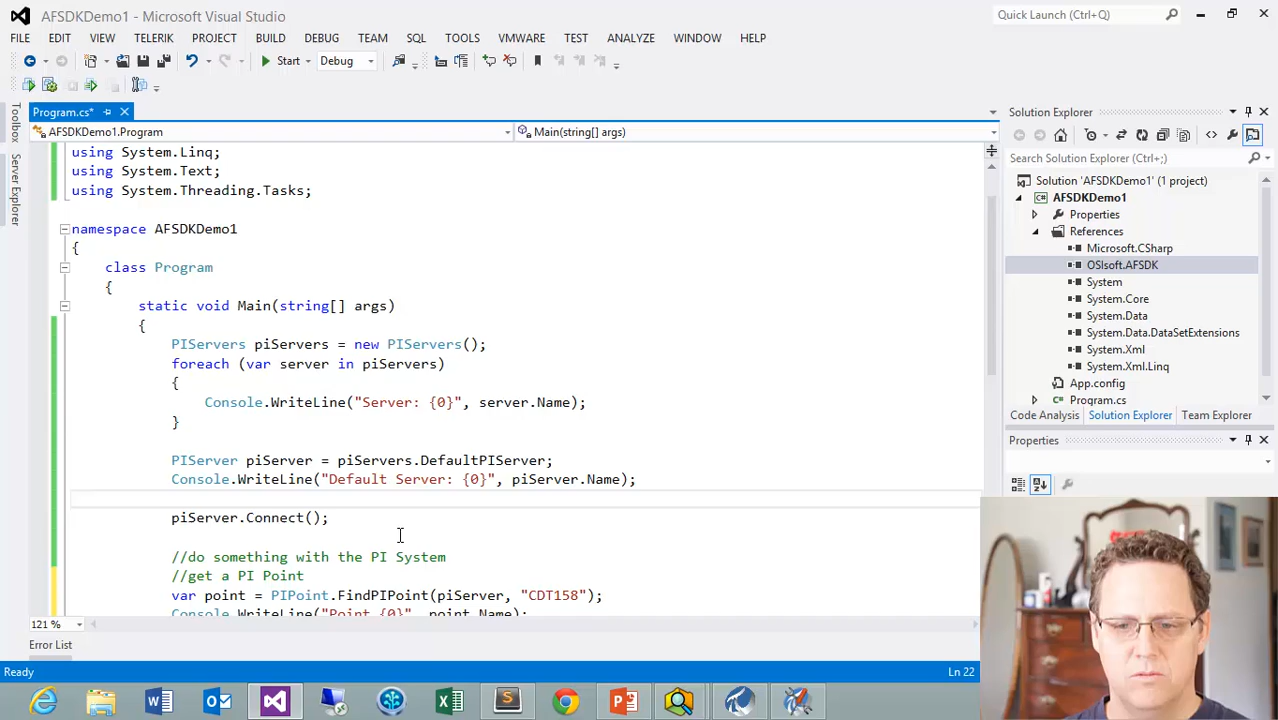 AFSDKDemo1 - Microsoft Visual Studio
Quick Launch (Ctrl+Q)
FILE EDIT VIEW TELERIK PROJECT BUILD DEBUG TEAM SQL TOOLS VMWARE TEST ANALYZE WINDOW HELP
Start Debug
Program.cs*
AFSDKDemo1.Program
Main(string[] args)
Toolbox
Server Explorer
using System.Linq;
using System.Text;
using System.Threading.Tasks;
namespace AFSDKDemo1
{
class Program
{
static void Main(string[] args)
{
PIServers piServers = new PIServers();
foreach (var server in piServers)
{
Console.WriteLine("Server: {0}", server.Name);
}
PIServer piServer = piServers.DefaultPIServer;
Console.WriteLine("Default Server: {0}", piServer.Name);
piServer.Connect();
//do something with the PI System
//get a PI Point
var point = PIPoint.FindPIPoint(piServer, "CDT158");
Console.WriteLine("Point {0}", point.Name);
121 %
Error List
Ready
Ln 22
Solution Explorer
Search Solution Explorer (Ctrl+;)
Solution 'AFSDKDemo1' (1 project)
AFSDKDemo1
Properties
References
Microsoft.CSharp
OSIsoft.AFSDK
System
System.Core
System.Data
System.Data.DataSetExtensions
System.Xml
System.Xml.Linq
App.config
Program.cs
Code Analysis Solution Explorer Team Explorer
Properties